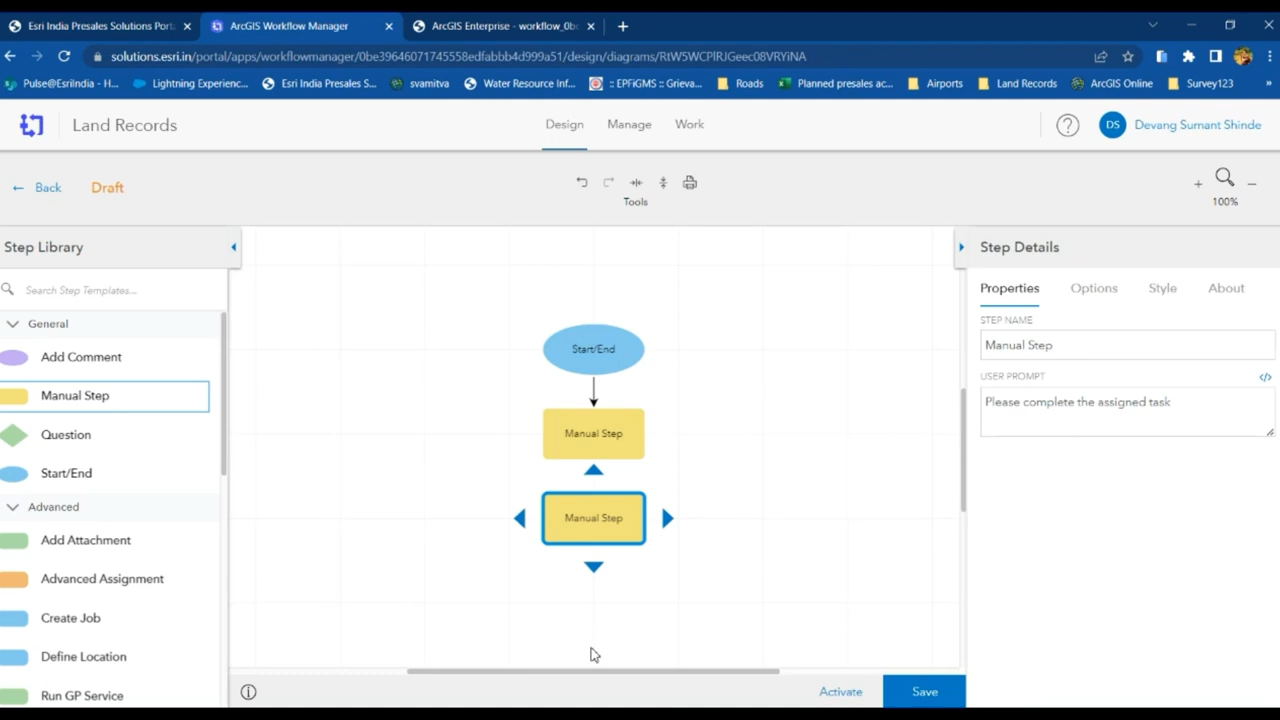 Esri India Presales Solutions Port
ArcGIS Workflow Manager
ArcGIS Enterprise - workflow_0bc
solutions.esri.in/portal/apps/workflowmanager/0be39646071745558edfabbb4d999a51/design/diagrams/RtW5WCPlRJGeec08VRYiNA
Pulse@EsriIndia - H...
Lightning Experienc...
Esri India Presales S...
svamitva
Water Resource Inf...
:: EPFiGMS :: Grieva...
Roads
Planned presales ac...
Airports
Land Records
ArcGIS Online
Survey123
»
Land Records
Design
Manage
Work
DS
Devang Sumant Shinde
Back
Draft
Tools
100%
Step Library
Search Step Templates...
General
Add Comment
Manual Step
Question
Start/End
Advanced
Add Attachment
Advanced Assignment
Create Job
Define Location
Run GP Service
Start/End
Manual Step
Manual Step
Activate
Save
Step Details
Properties
Options
Style
About
STEP NAME
Manual Step
USER PROMPT
Please complete the assigned task